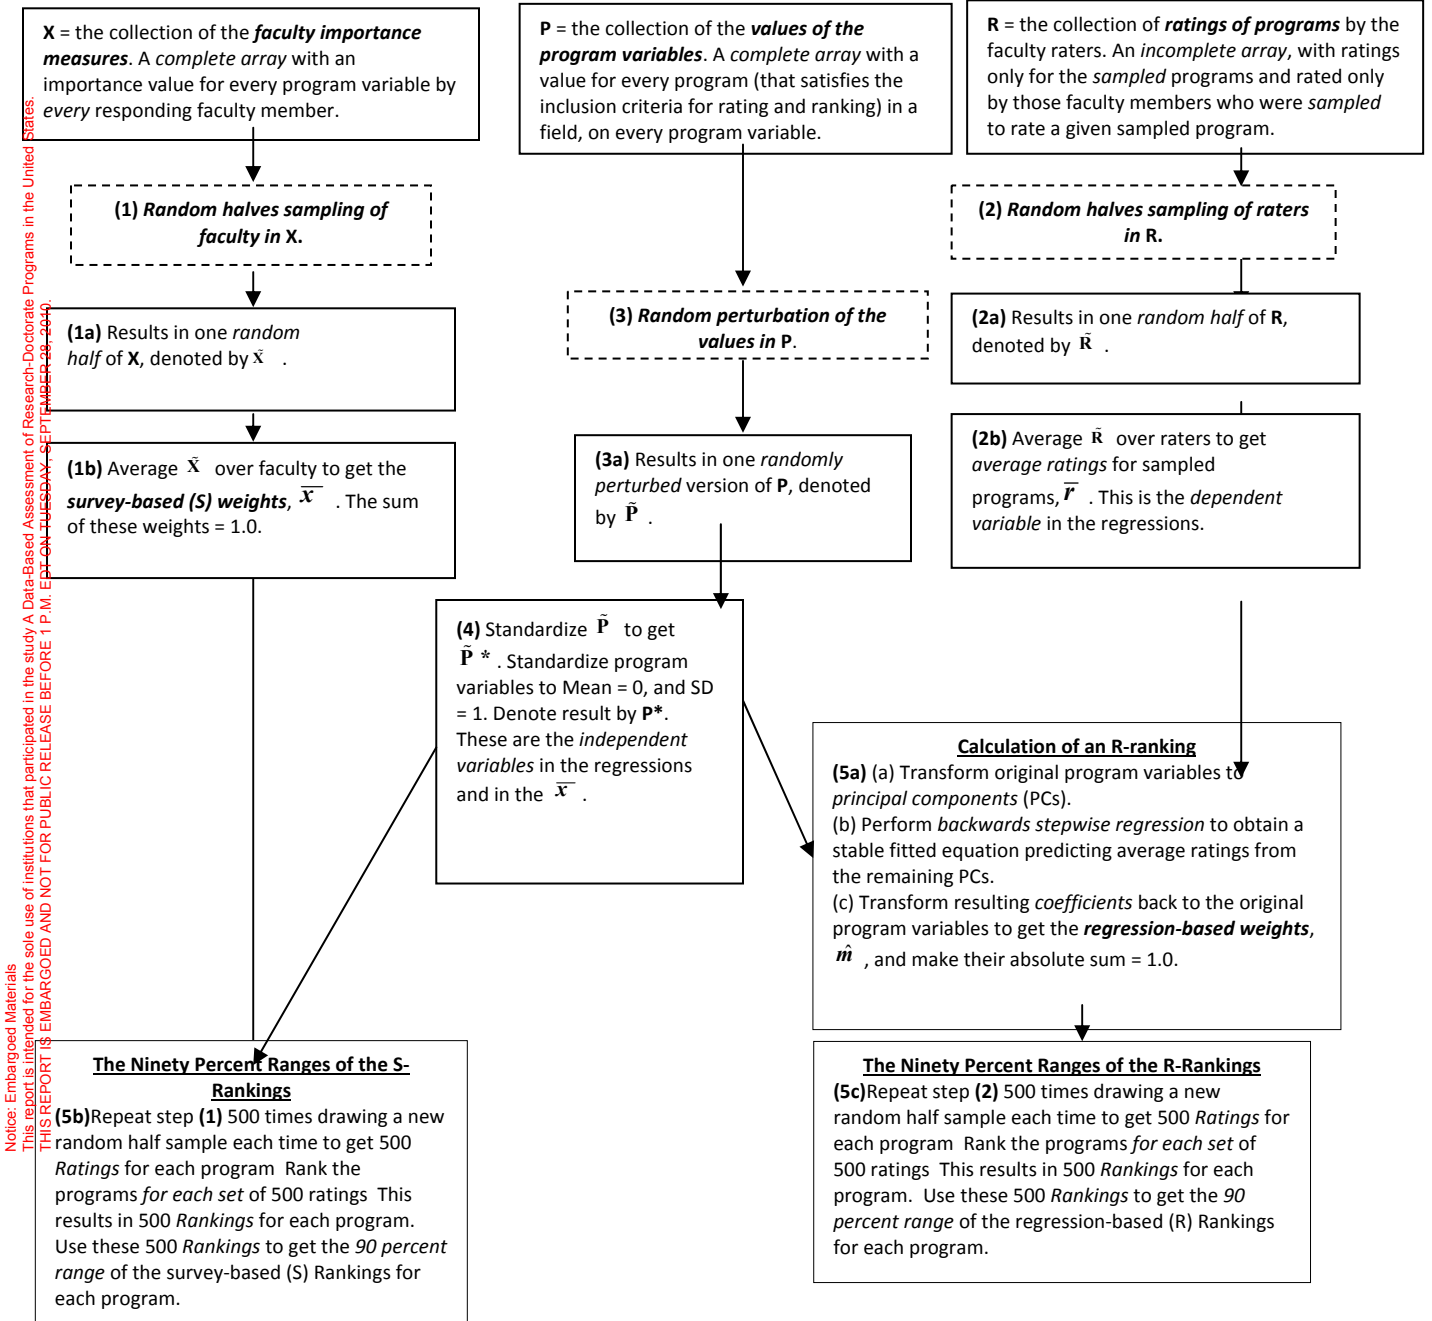 X = the collection of the faculty importance
measures. A complete array with an
importance value for every program variable by
every responding faculty member.
P = the collection of the values of the
program variables. A complete array with a
value for every program (that satisfies the
inclusion criteria for rating and ranking) in a
field, on every program variable.
R = the collection of ratings of programs by the
faculty raters. An incomplete array, with ratings
only for the sampled programs and rated only
by those faculty members who were sampled
to rate a given sampled program.
(1) Random halves sampling of
faculty in X.
(2) Random halves sampling of raters
in R.
(3) Random perturbation of the
values in P.
(1a) Results in one random
half of X, denoted by X̃ .
(2a) Results in one random half of R,
denoted by R̃ .
(1b) Average X̃ over faculty to get the
survey-based (S) weights, x̅ . The sum
of these weights = 1.0.
(3a) Results in one randomly
perturbed version of P, denoted
by P̃ .
(2b) Average R̃ over raters to get
average ratings for sampled
programs, r̅ . This is the dependent
variable in the regressions.
(4) Standardize P̃ to get
P̃ * . Standardize program
variables to Mean = 0, and SD
= 1. Denote result by P*.
These are the independent
variables in the regressions
and in the x̅ .
Calculation of an R-ranking
(5a) (a) Transform original program variables to
principal components (PCs).
(b) Perform backwards stepwise regression to obtain a
stable fitted equation predicting average ratings from
the remaining PCs.
(c) Transform resulting coefficients back to the original
program variables to get the regression-based weights,
m̂ , and make their absolute sum = 1.0.
The Ninety Percent Ranges of the S-
Rankings
(5b)Repeat step (1) 500 times drawing a new
random half sample each time to get 500
Ratings for each program Rank the
programs for each set of 500 ratings This
results in 500 Rankings for each program.
Use these 500 Rankings to get the 90 percent
range of the survey-based (S) Rankings for
each program.
The Ninety Percent Ranges of the R-Rankings
(5c)Repeat step (2) 500 times drawing a new
random half sample each time to get 500 Ratings for
each program Rank the programs for each set of
500 ratings This results in 500 Rankings for each
program. Use these 500 Rankings to get the 90
percent range of the regression-based (R) Rankings
for each program.
Notice: Embargoed Materials
This report is intended for the sole use of institutions that participated in the study A Data-Based Assessment of Research-Doctorate Programs in the United States.
THIS REPORT IS EMBARGOED AND NOT FOR PUBLIC RELEASE BEFORE 1 P.M. EDT ON TUESDAY, SEPTEMBER 28, 2010.